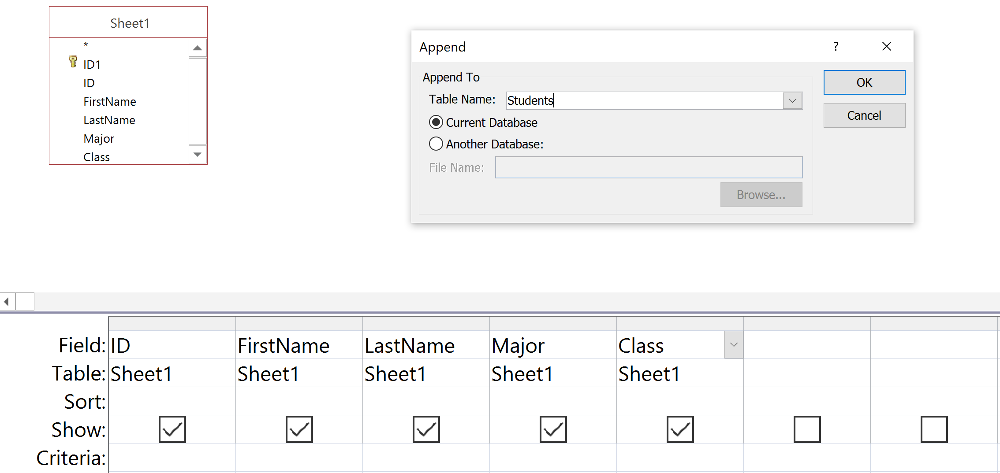 Sheet1
*
ID1
ID
FirstName
LastName
Major
Class
Append
?
Append To
Table Name: Students
Current Database
Another Database:
File Name:
Browse...
OK
Cancel
Field: ID FirstName LastName Major Class
Table: Sheet1 Sheet1 Sheet1 Sheet1 Sheet1
Sort:
Show:
Criteria: